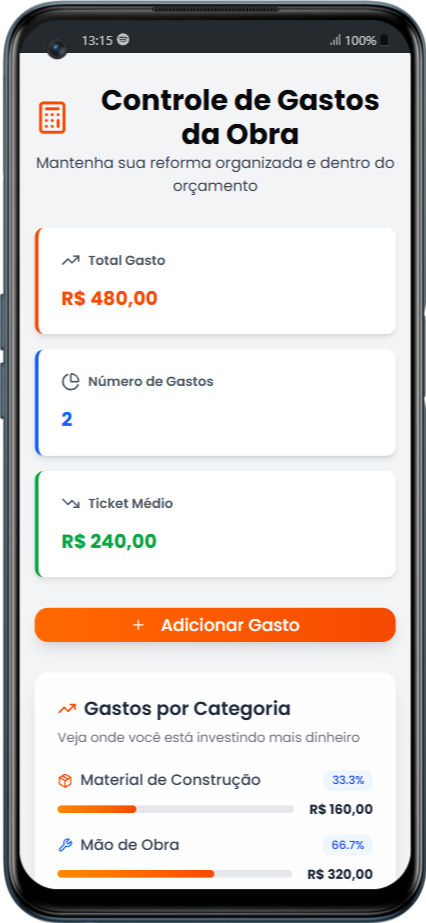 13:15
100%
Controle de Gastos
da Obra
Mantenha sua reforma organizada e dentro do
orçamento
Total Gasto
R$ 480,00
Número de Gastos
2
Ticket Médio
R$ 240,00
+ Adicionar Gasto
Gastos por Categoria
Veja onde você está investindo mais dinheiro
Material de Construção 33.3%
R$ 160,00
Mão de Obra 66.7%
R$ 320,00